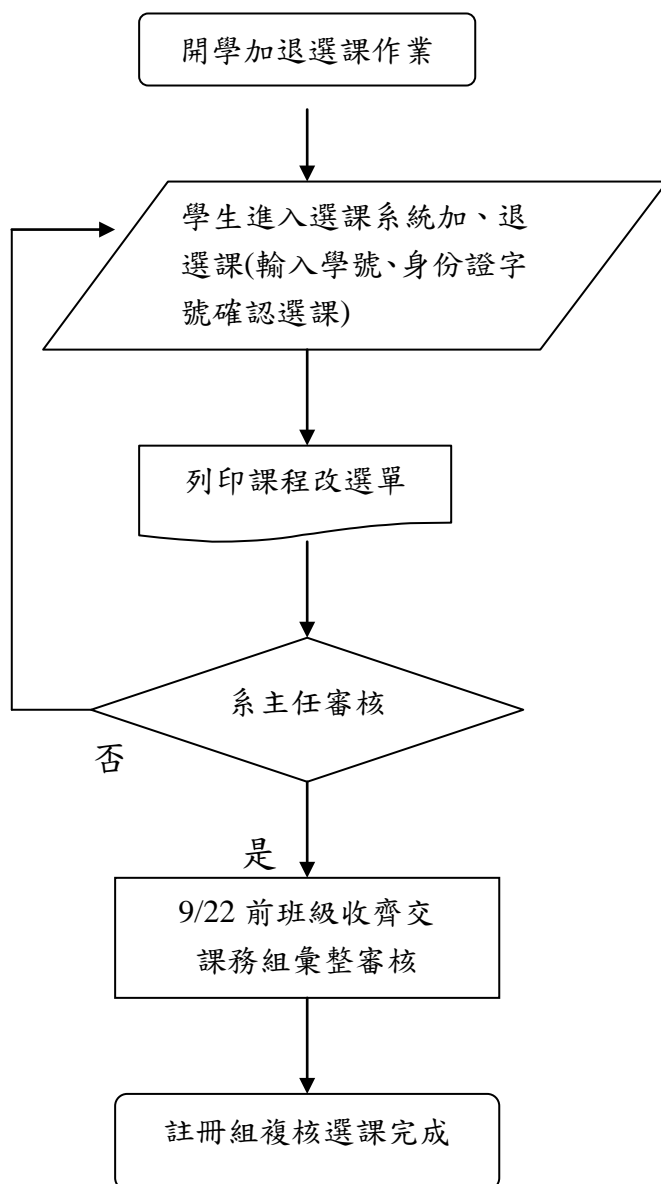 開學加退選課作業
學生進入選課系統加、退
選課(輸入學號、身份證字
號確認選課)
列印課程改選單
系主任審核
否
是
9/22 前班級收齊交
課務組彙整審核
註冊組複核選課完成